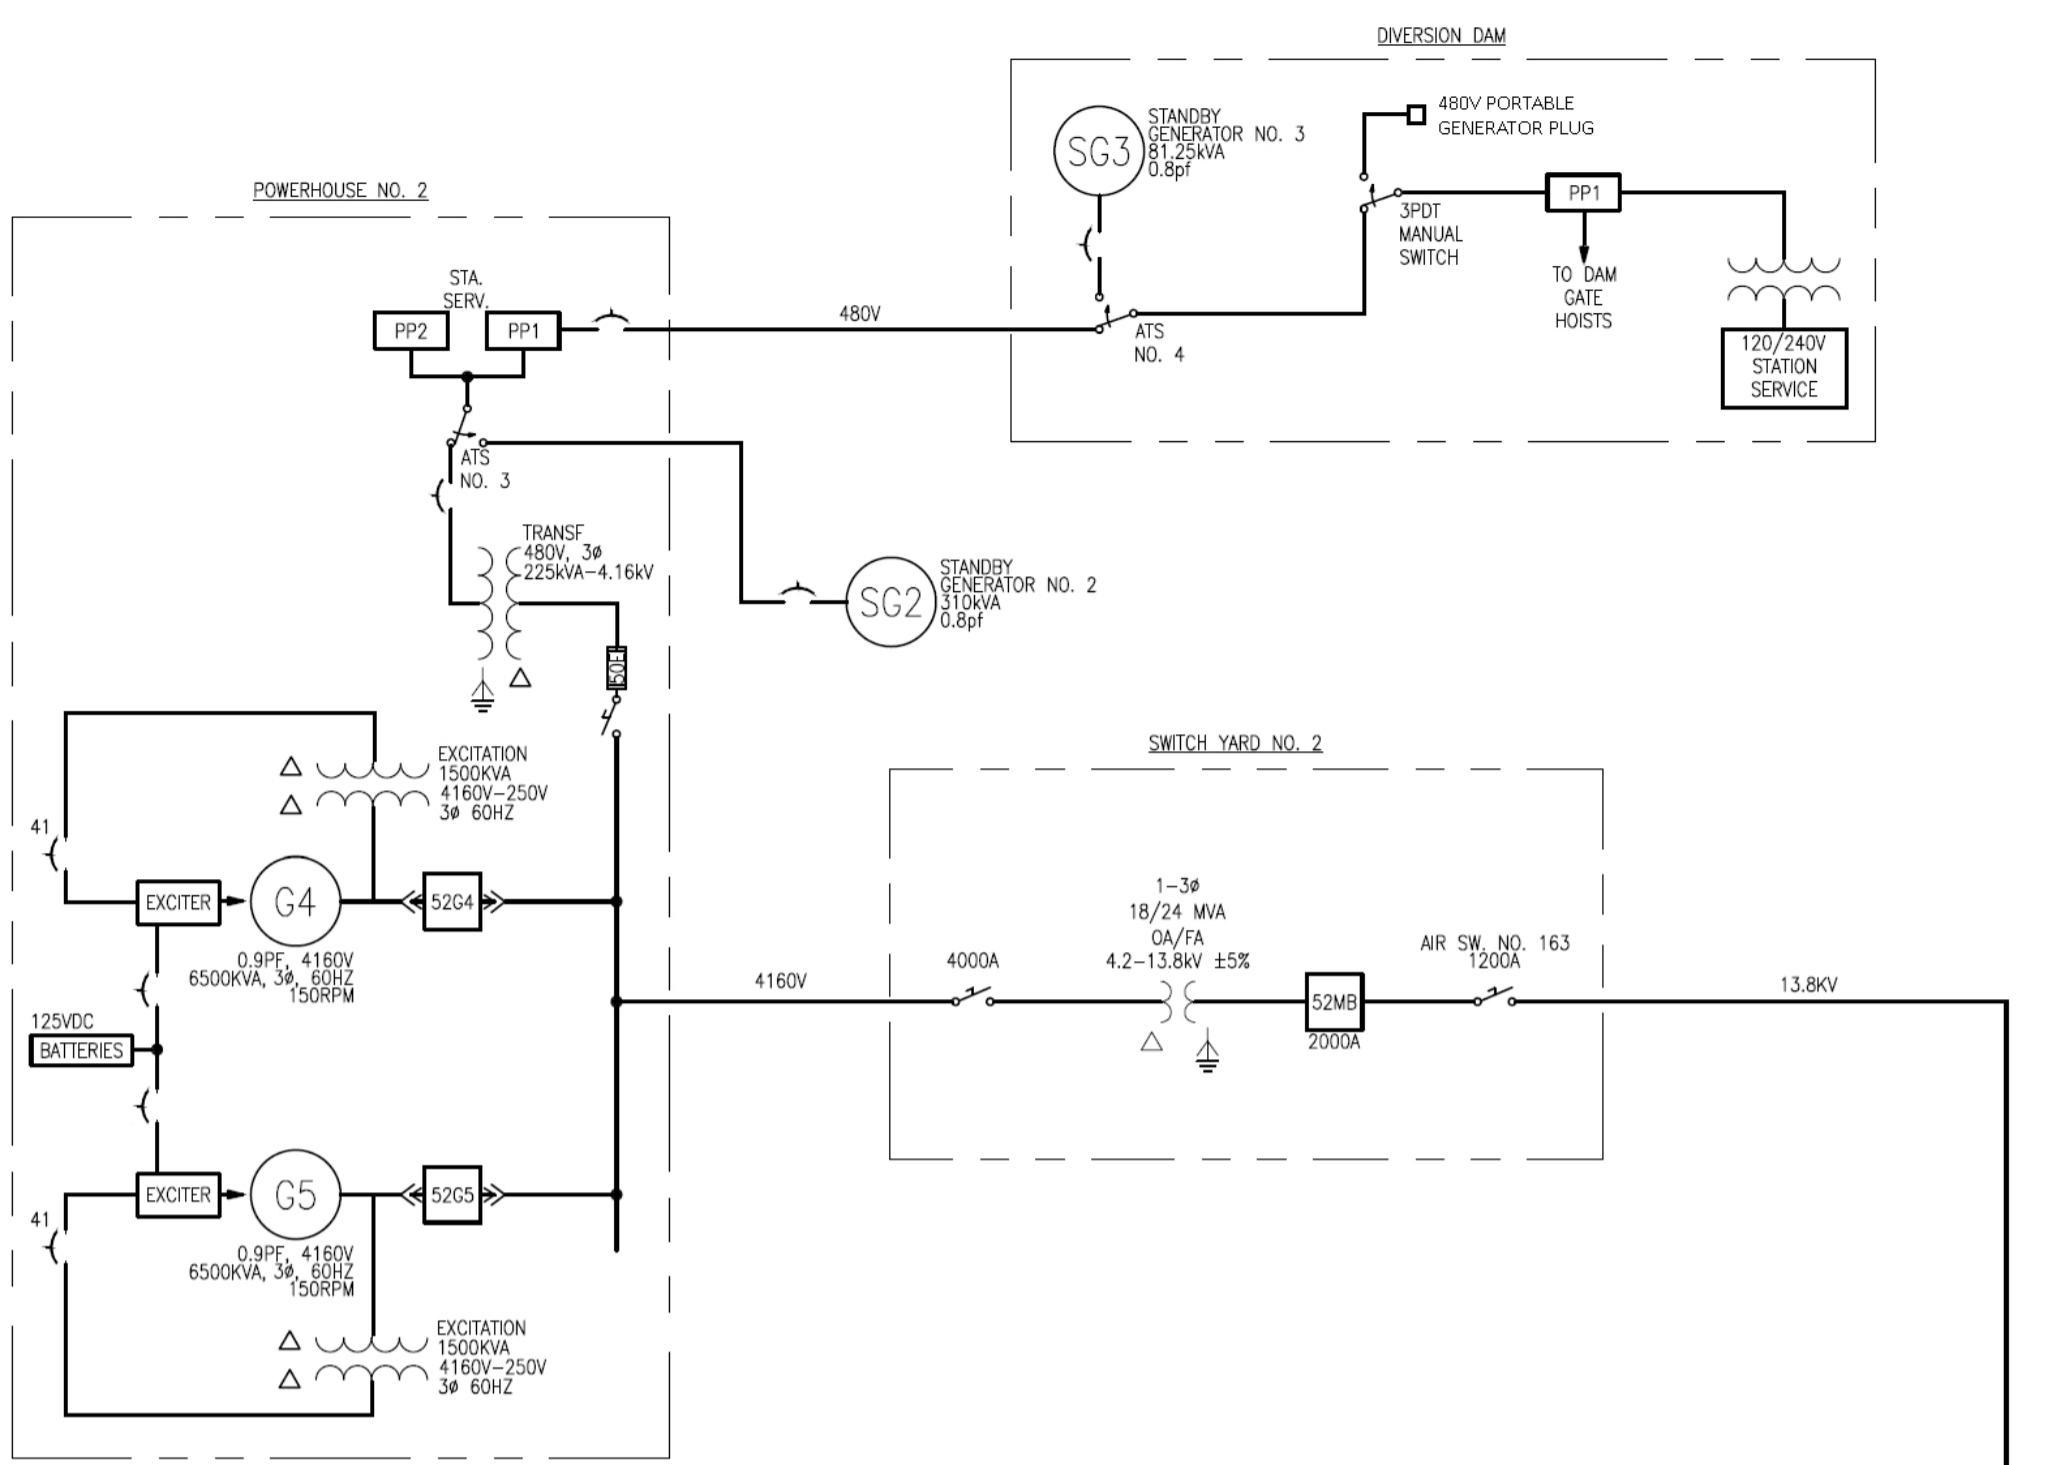 DIVERSION DAM
STANDBY
GENERATOR NO. 3
81.25kVA
0.8pf
SG3
480V PORTABLE
GENERATOR PLUG
3PDT
MANUAL
SWITCH
PP1
TO DAM
GATE
HOISTS
120/240V
STATION
SERVICE
ATS
NO. 4
480V
POWERHOUSE NO. 2
STA.
SERV.
PP2
PP1
ATS
NO. 3
TRANSF
480V, 3ø
225kVA-4.16kV
SG2
STANDBY
GENERATOR NO. 2
310kVA
0.8pf
50E
EXCITATION
1500KVA
4160V-250V
3ø 60HZ
41
EXCITER
G4
52G4
0.9PF, 4160V
6500KVA, 3ø, 60HZ
150RPM
125VDC
BATTERIES
EXCITER
G5
52G5
41
0.9PF, 4160V
6500KVA, 3ø, 60HZ
150RPM
EXCITATION
1500KVA
4160V-250V
3ø 60HZ
4160V
SWITCH YARD NO. 2
4000A
1-3ø
18/24 MVA
OA/FA
4.2-13.8kV ±5%
52MB
2000A
AIR SW. NO. 163
1200A
13.8KV